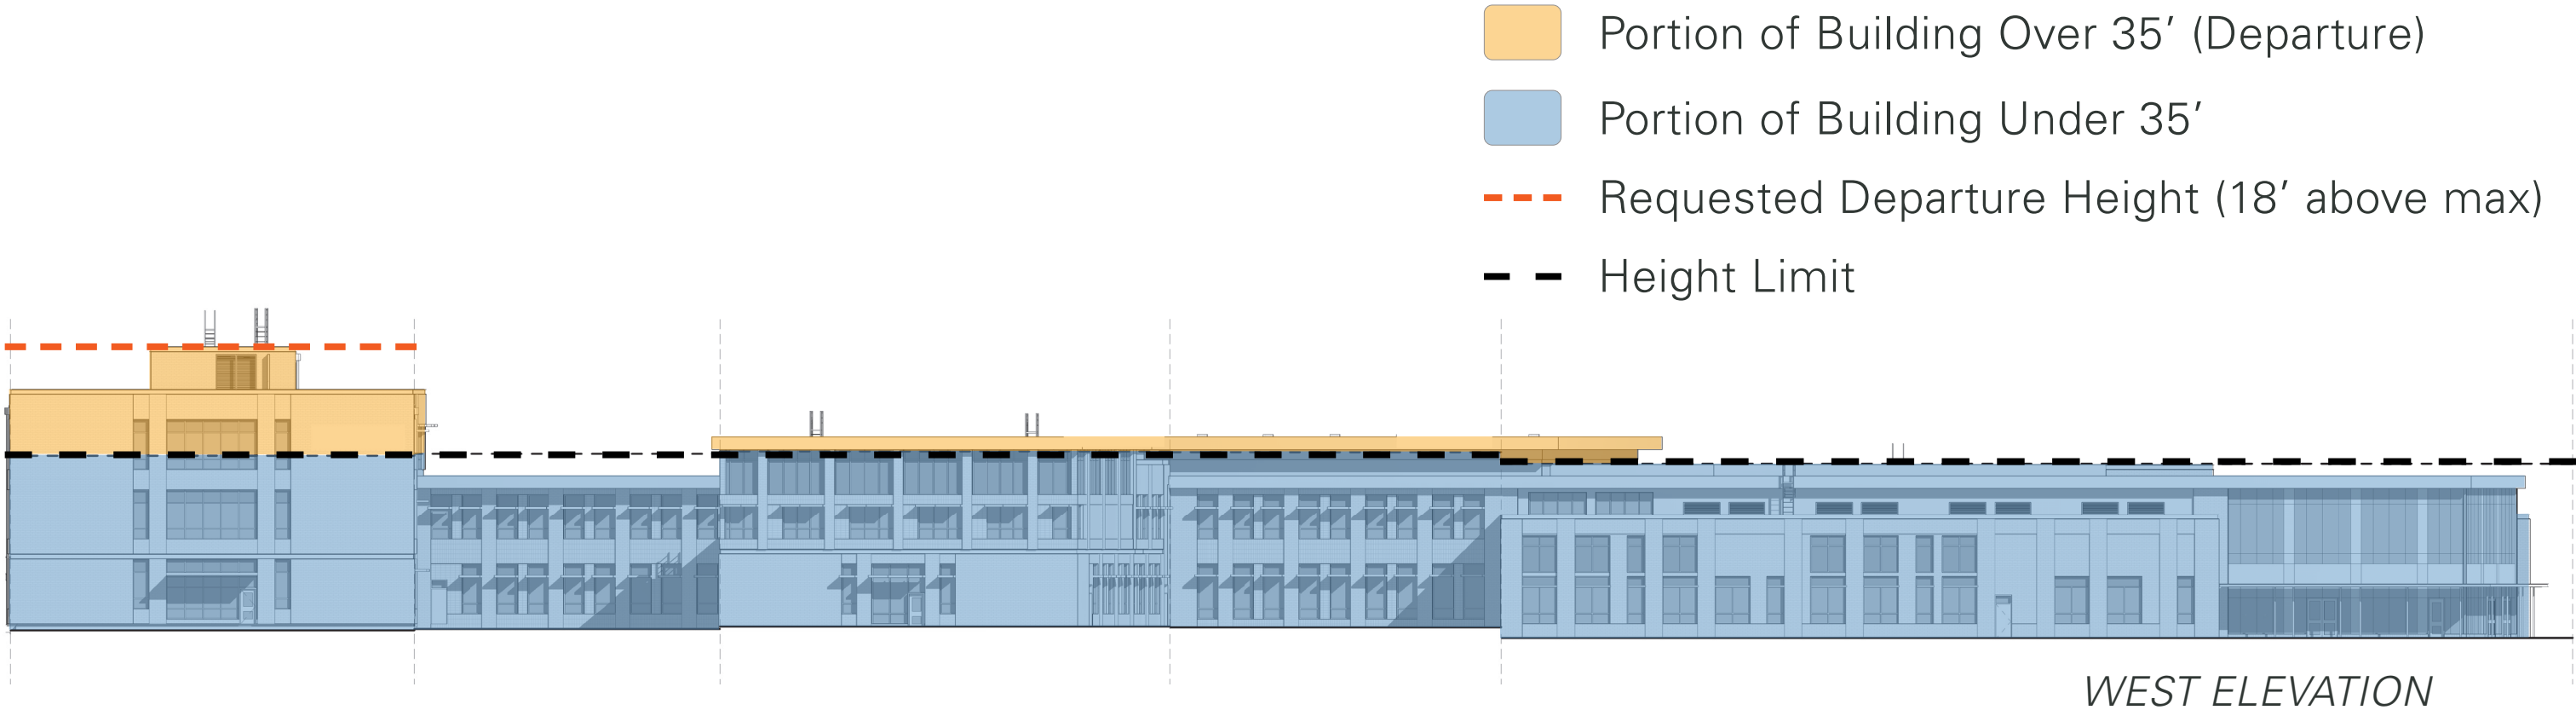 Portion of Building Over 35′ (Departure)
Portion of Building Under 35′
Requested Departure Height (18′ above max)
Height Limit
WEST ELEVATION